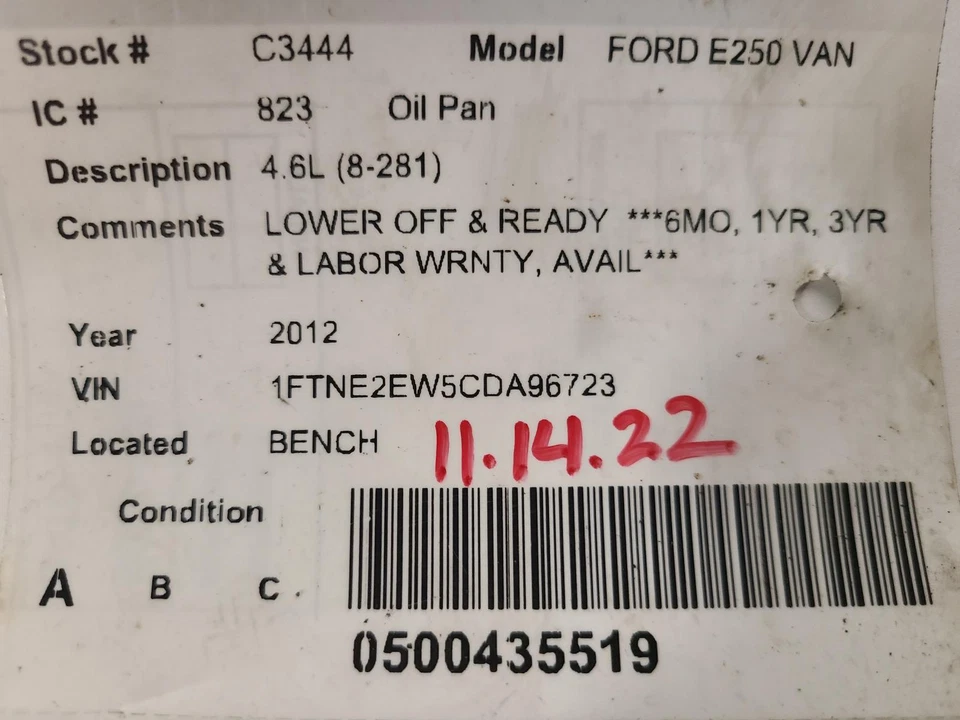 Stock # C3444 Model FORD E250 VAN
IC # 823 Oil Pan
Description 4.6L (8-281)
Comments LOWER OFF & READY ***6MO, 1YR, 3YR
& LABOR WRNTY, AVAIL***
Year 2012
VIN 1FTNE2EW5CDA96723
Located BENCH 11.14.22
Condition
A B C
0500435519